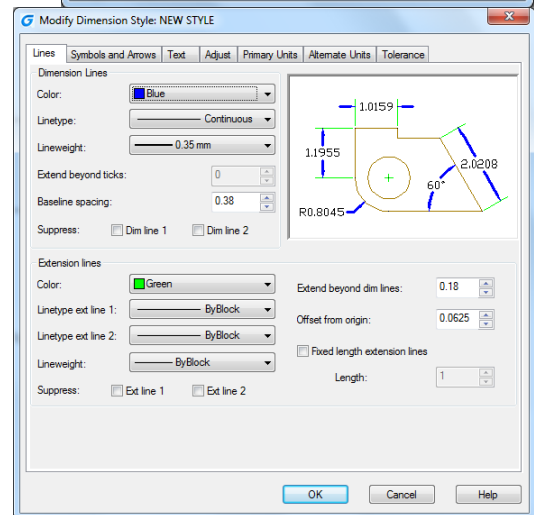 Modify Dimension Style: NEW STYLE
Lines Symbols and Arrows Text Adjust Primary Units Alternate Units Tolerance
Dimension Lines
Color: Blue
Linetype: Continuous
Lineweight: 0.35 mm
Extend beyond ticks: 0
Baseline spacing: 0.38
Suppress: Dim line 1 Dim line 2
1.0159
1.1955
2.0208
60°
R0.8045
Extension lines
Color: Green
Linetype ext line 1: ByBlock
Linetype ext line 2: ByBlock
Lineweight: ByBlock
Suppress: Ext line 1 Ext line 2
Extend beyond dim lines: 0.18
Offset from origin: 0.0625
Fixed length extension lines
Length: 1
OK Cancel Help